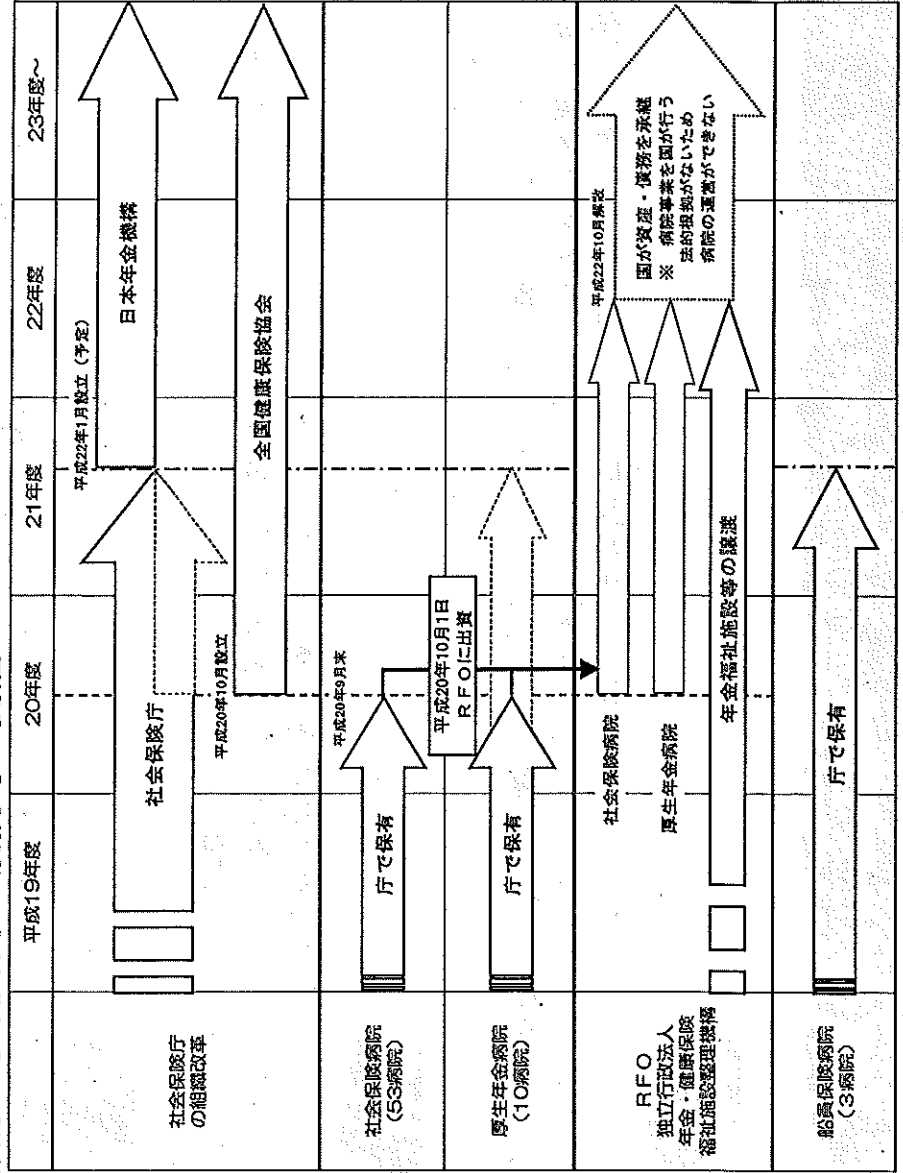 平成19年度
20年度
21年度
22年度
23年度~
社会保険庁
の組織改革
社会保険庁
平成22年1月設立（予定）
日本年金機構
平成20年10月設立
全国健康保険協会
社会保険病院
（53病院）
庁で保有
平成20年9月末
厚生年金病院
（10病院）
庁で保有
平成20年10月1日
RFOに出資
RFO
独立行政法人
年金・健康保険
福祉施設整理機構
社会保険病院
厚生年金病院
年金福祉施設等の譲渡
平成22年10月解散
国が資産・債務を承継
※ 病院事業を国が行う
法的根拠がないため
病院の運営ができない
船員保険病院
（3病院）
庁で保有